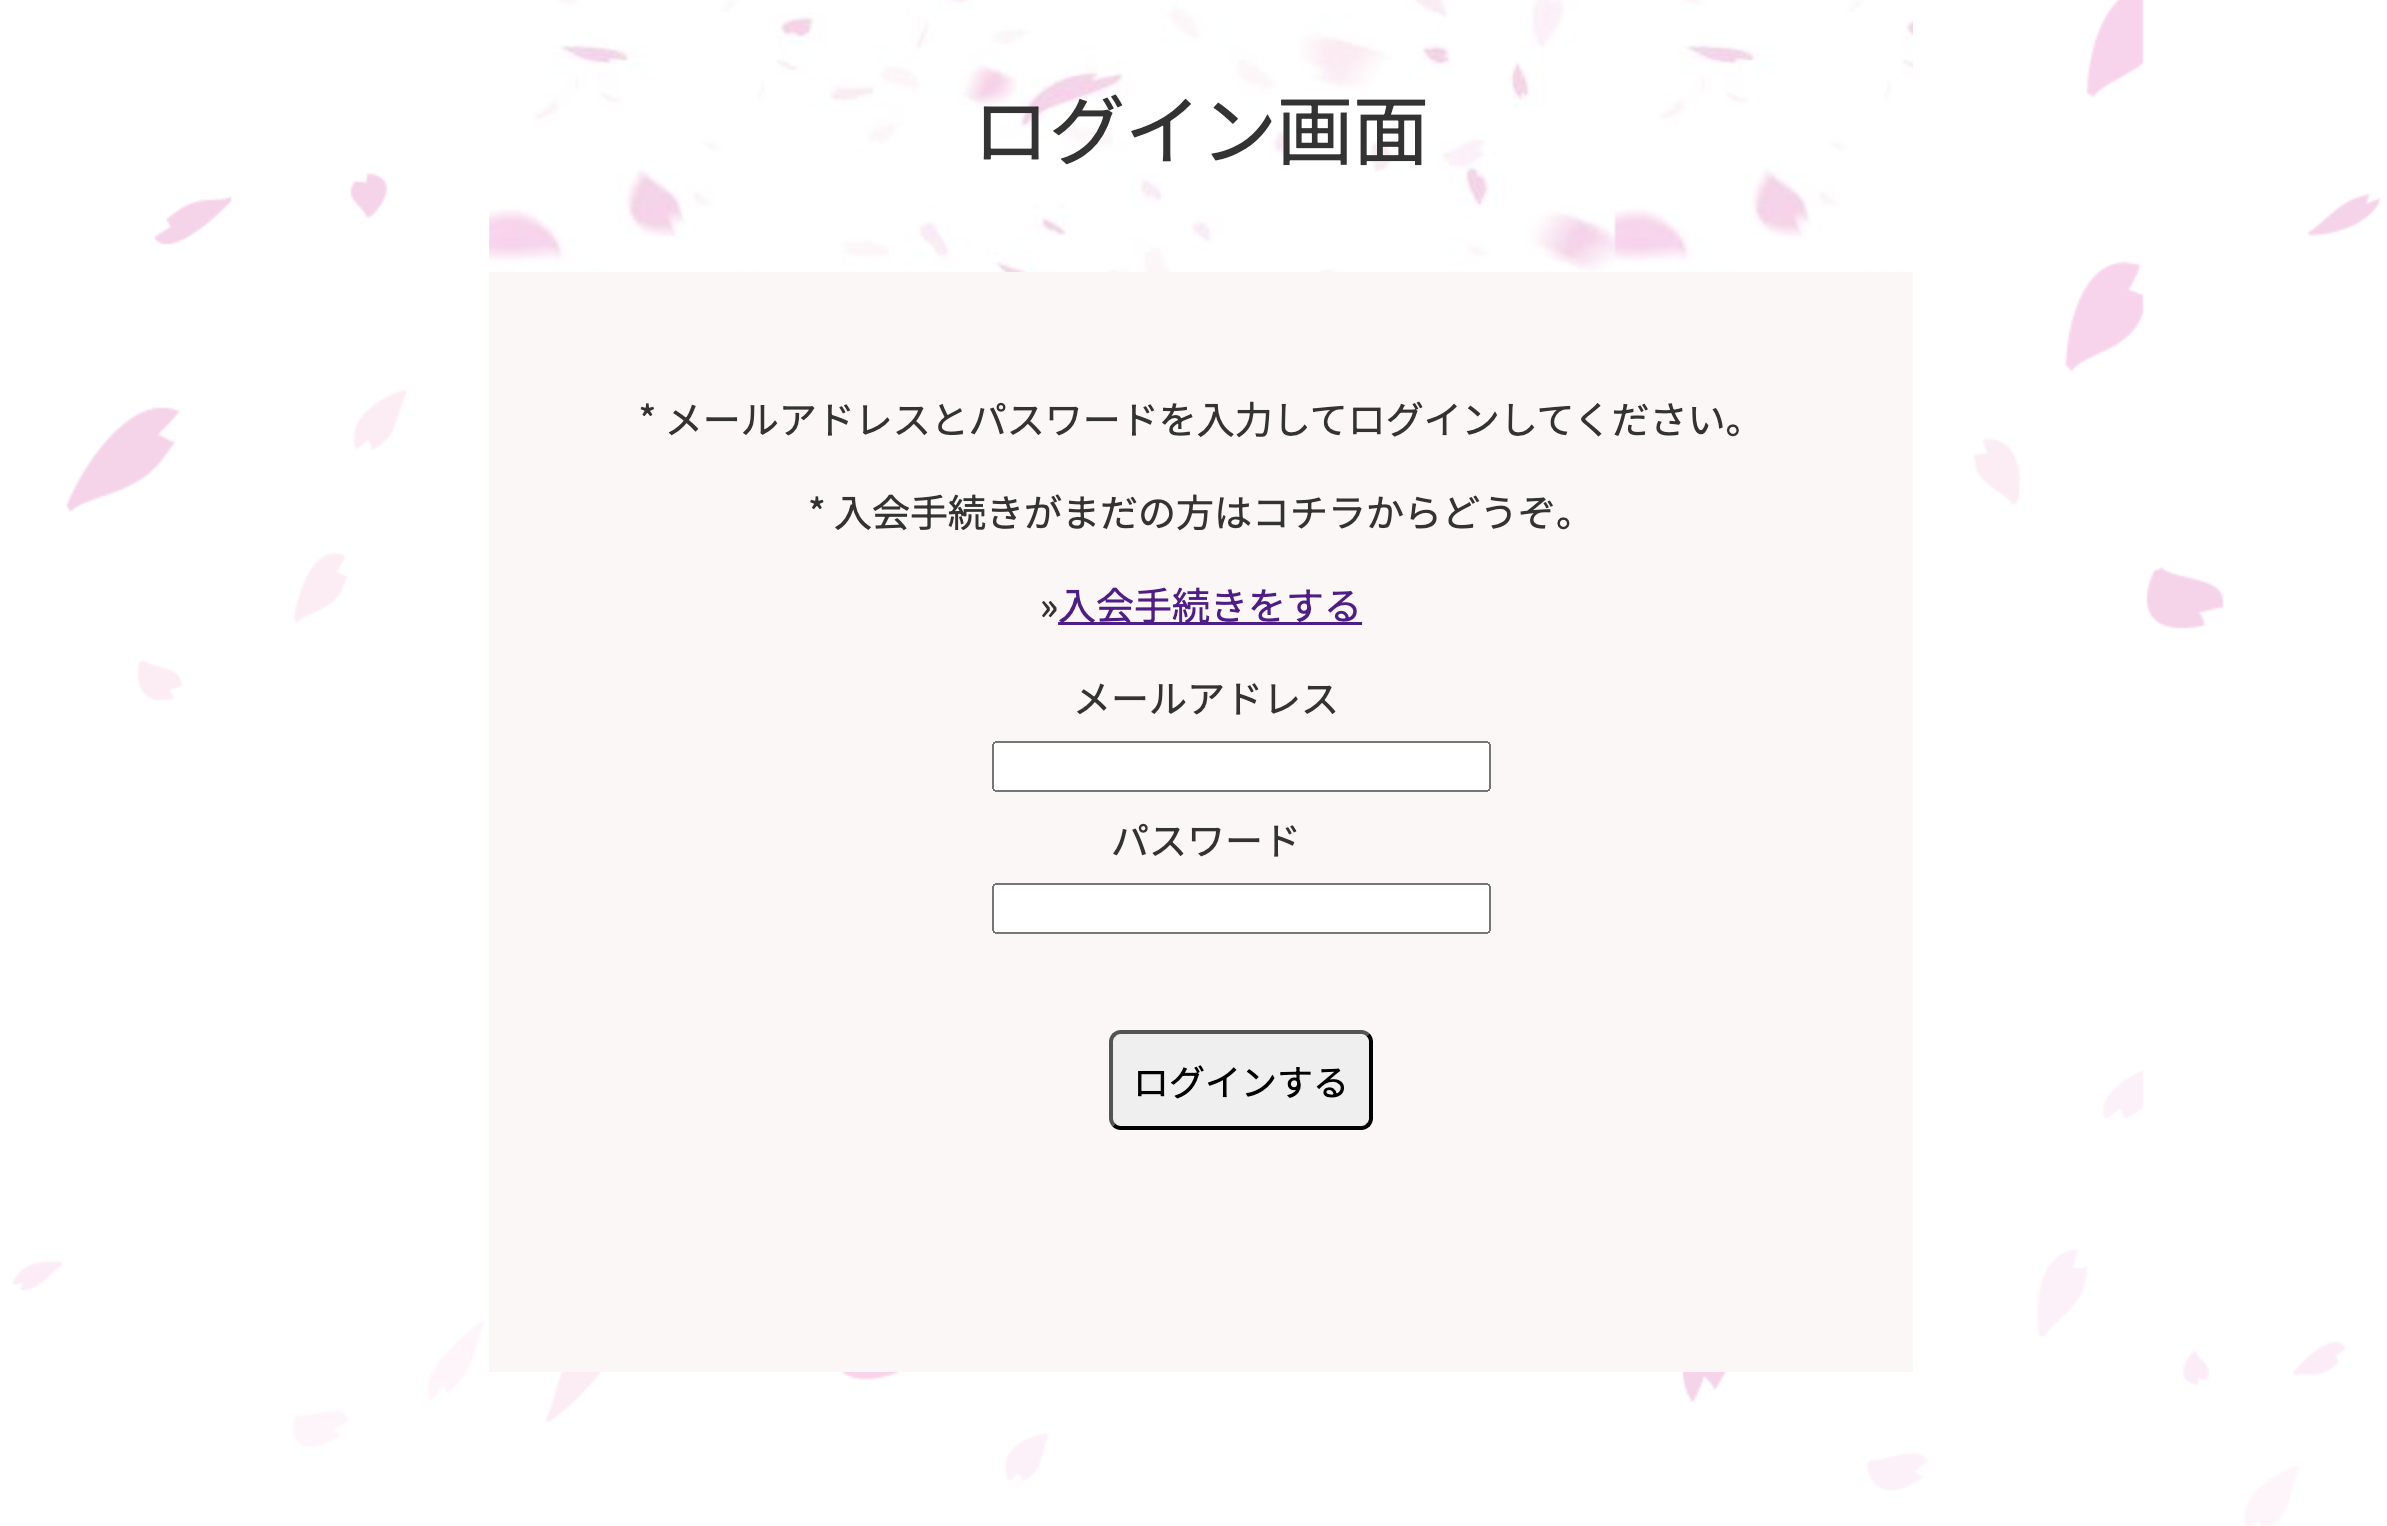 ログイン画面
* メールアドレスとパスワードを入力してログインしてください。
* 入会手続きがまだの方はコチラからどうぞ。
»入会手続きをする
メールアドレス
パスワード
ログインする